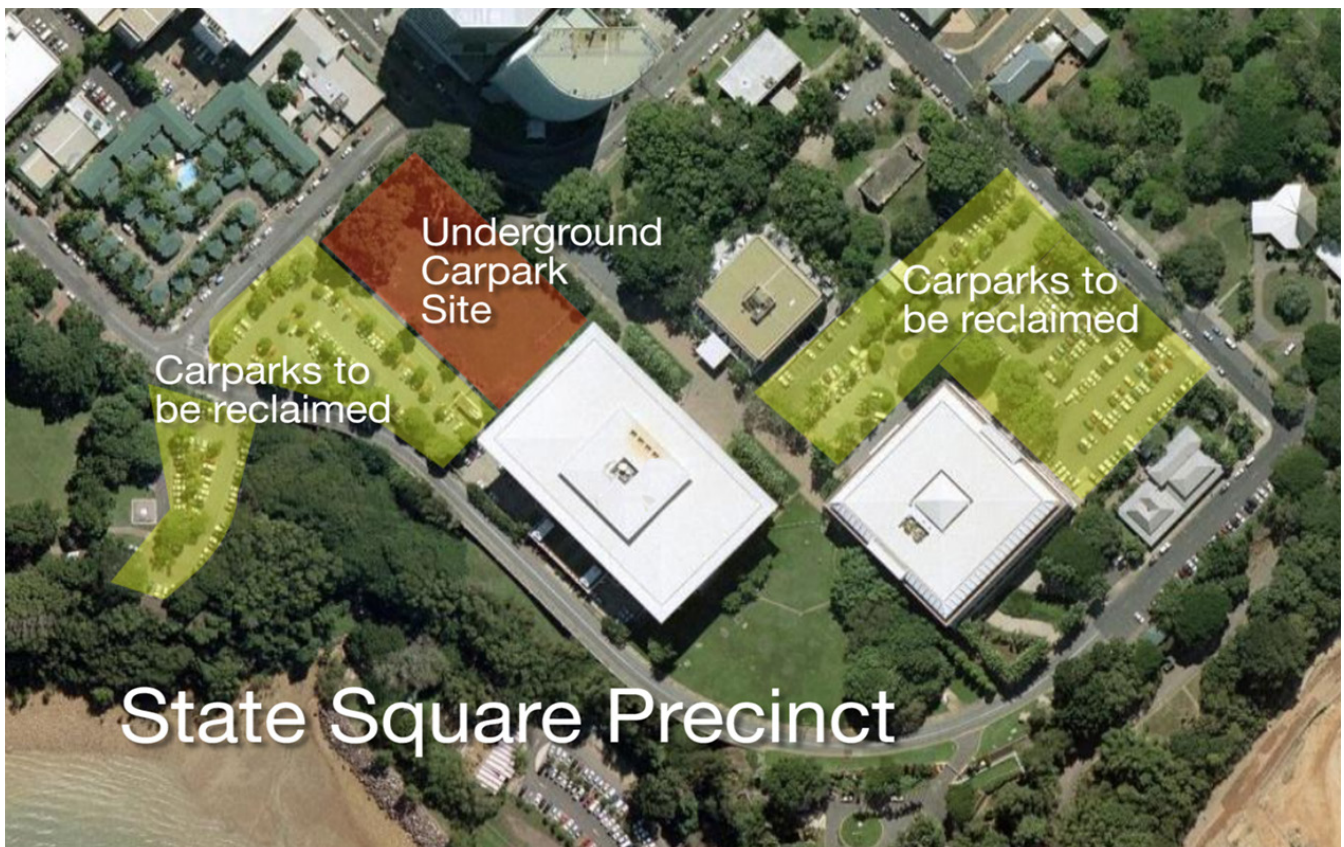 Underground
Carpark
Site
Carparks to
be reclaimed
Carparks to
be reclaimed
State Square Precinct